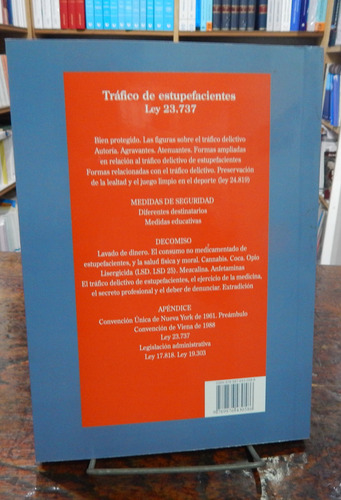 Tráfico de estupefacientes
Ley 23.737
Bien protegido. Las figuras sobre el tráfico delictivo
Autoría. Agravantes. Atenuantes. Formas ampliadas
en relación al tráfico delictivo de estupefacientes
Formas relacionadas con el tráfico delictivo. Preservación
de la lealtad y el juego limpio en el deporte (ley 24.819)
MEDIDAS DE SEGURIDAD
Diferentes destinatarios
Medidas educativas
DECOMISO
Lavado de dinero. El consumo no medicamentado de
estupefacientes, y la salud física y moral. Cannabis. Coca. Opio
Lisergicida (LSD. LSD 25). Mezcalina. Anfetaminas
El tráfico delictivo de estupefacientes, el ejercicio de la medicina,
el secreto profesional y el deber de denunciar. Extradición
APÉNDICE
Convención Única de Nueva York de 1961. Preámbulo
Convención de Viena de 1988
Ley 23.737
Legislación administrativa
Ley 17.818. Ley 19.303